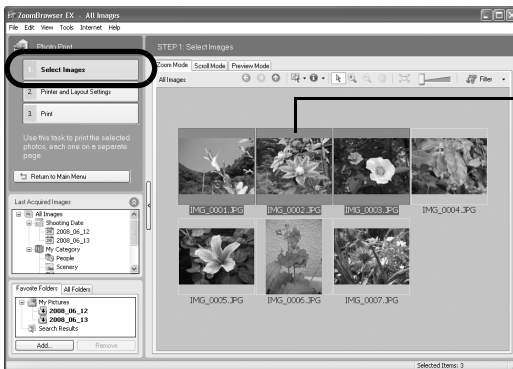 ZoomBrowser EX - All Images
File Edit View Tools Internet Help
Photo Print
1 Select Images
2 Printer and Layout Settings
3 Print
Use this task to print the selected
photos, each one on a separate
page.
Return to Main Menu
Last Acquired Images
All Images
Shooting Date
2008_06_12
2008_06_13
My Category
People
Scenery
Favorite Folders All Folders
My Pictures
2008_06_12
2008_06_13
Search Results
Add... Remove
STEP 1: Select Images
Zoom Mode Scroll Mode Preview Mode
All Images Filter
IMG_0001.JPG IMG_0002.JPG IMG_0003.JPG IMG_0004.JPG
IMG_0005.JPG IMG_0006.JPG IMG_0007.JPG
Selected Items: 3